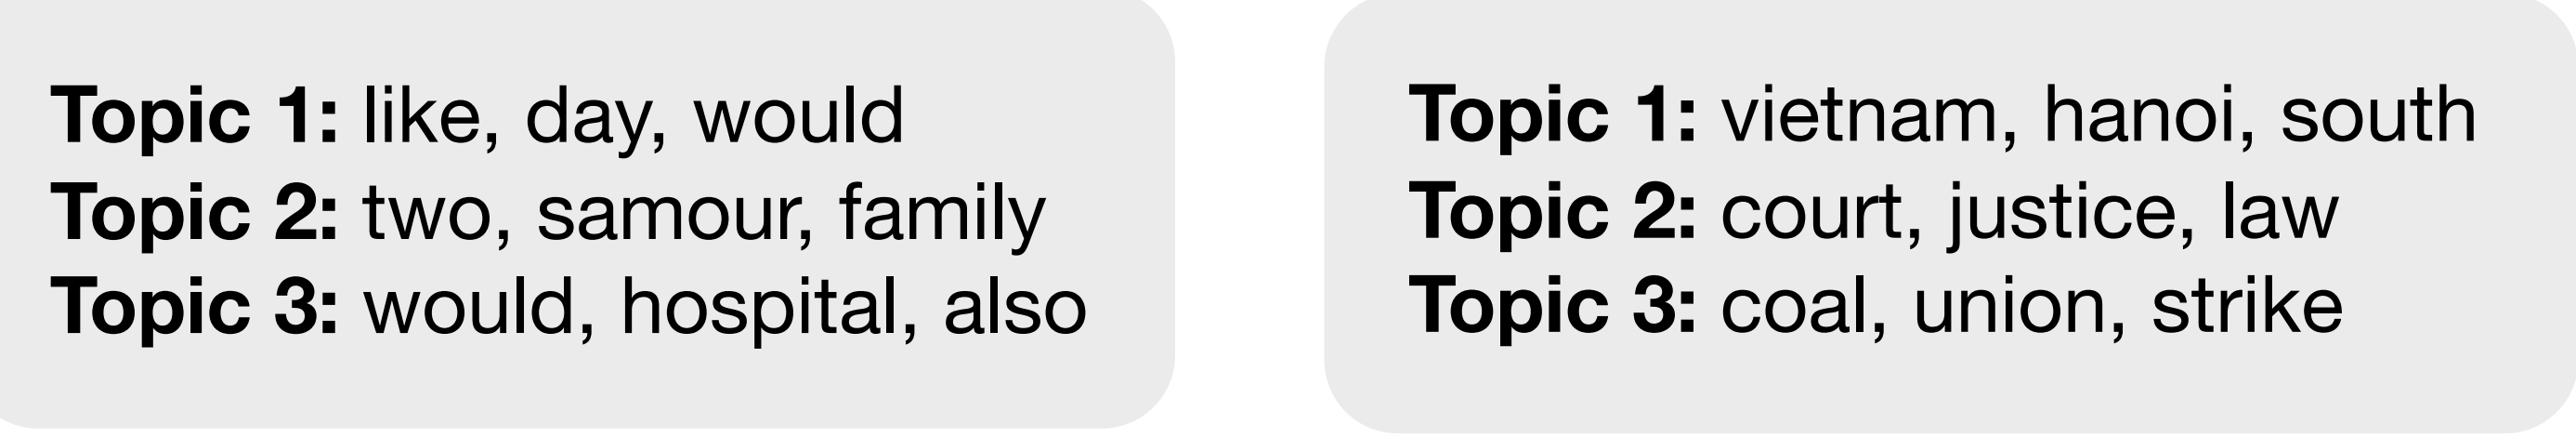 Topic 1: like, day, would
Topic 2: two, samour, family
Topic 3: would, hospital, also
Topic 1: vietnam, hanoi, south
Topic 2: court, justice, law
Topic 3: coal, union, strike